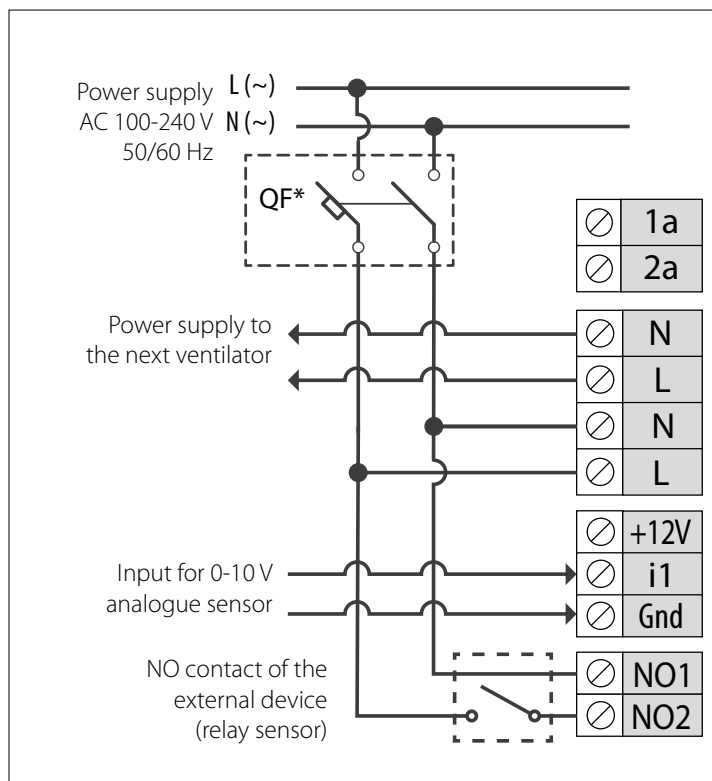 Power supply L (~)
AC 100-240 V N (~)
50/60 Hz
QF*
1a
2a
Power supply to
the next ventilator
N
L
N
L
+12V
Input for 0-10 V
analogue sensor
i1
Gnd
NO contact of the
external device
(relay sensor)
NO1
NO2